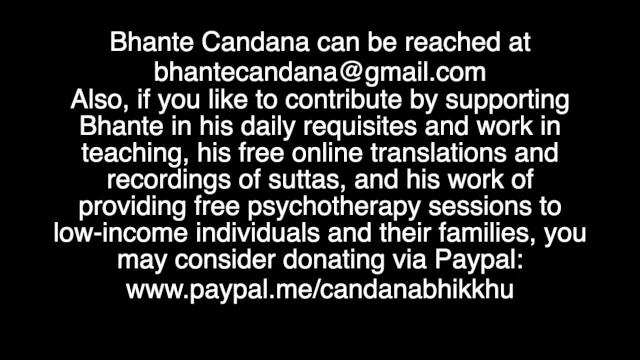 Bhante Candana can be reached at
bhantecandana@gmail.com
Also, if you like to contribute by supporting
Bhante in his daily requisites and work in
teaching, his free online translations and
recordings of suttas, and his work of
providing free psychotherapy sessions to
low-income individuals and their families, you
may consider donating via Paypal:
www.paypal.me/candanabhikkhu